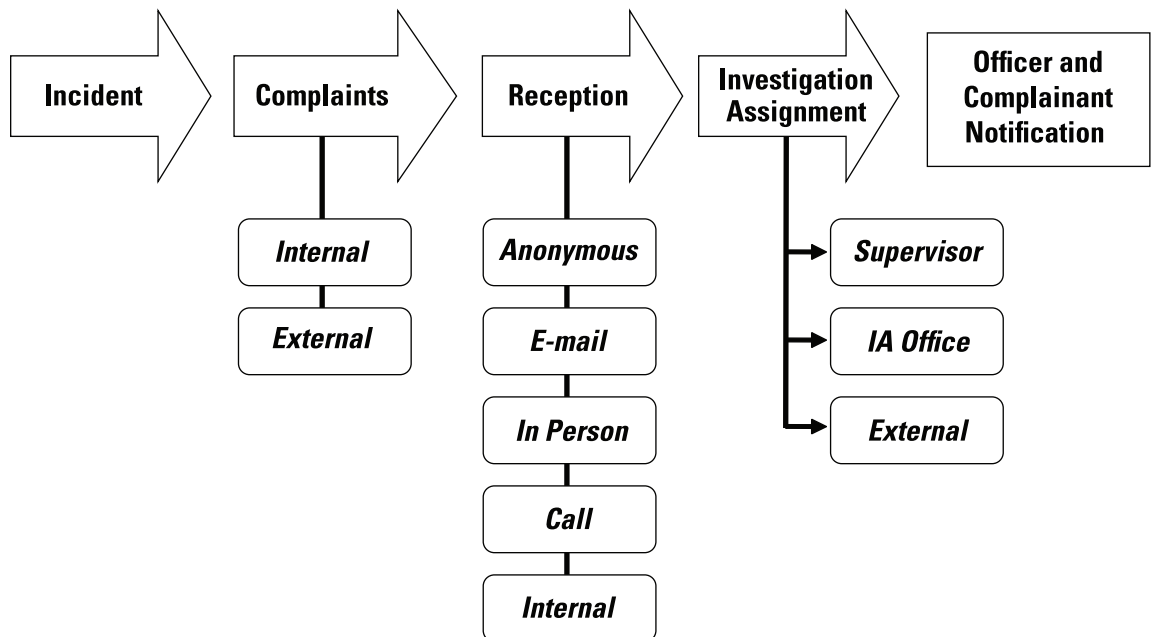 Incident
Complaints
Reception
Investigation
Assignment
Officer and
Complainant
Notification
Internal
External
Anonymous
E-mail
In Person
Call
Internal
Supervisor
IA Office
External